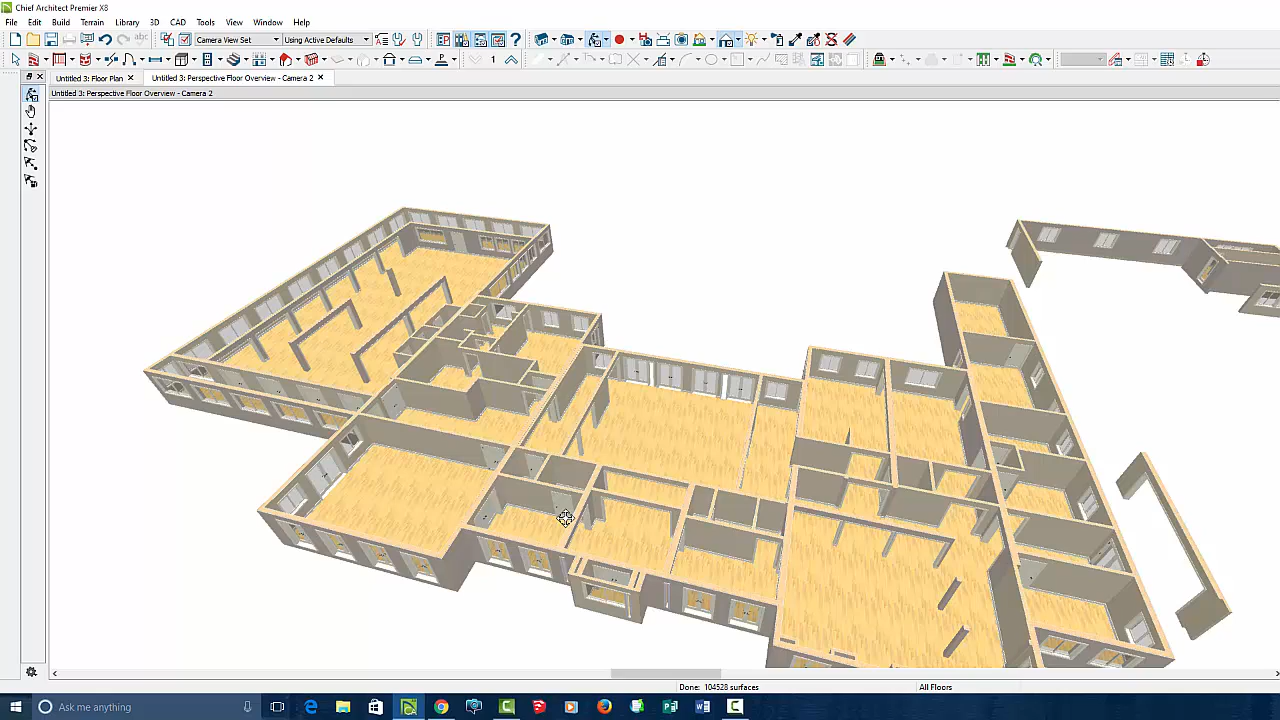 Chief Architect Premier X8
File Edit Build Terrain Library 3D CAD Tools View Window Help
Camera View Set Using Active Defaults
Untitled 3: Floor Plan Untitled 3: Perspective Floor Overview - Camera 2
Untitled 3: Perspective Floor Overview - Camera 2
Done: 104528 surfaces All Floors
Ask me anything